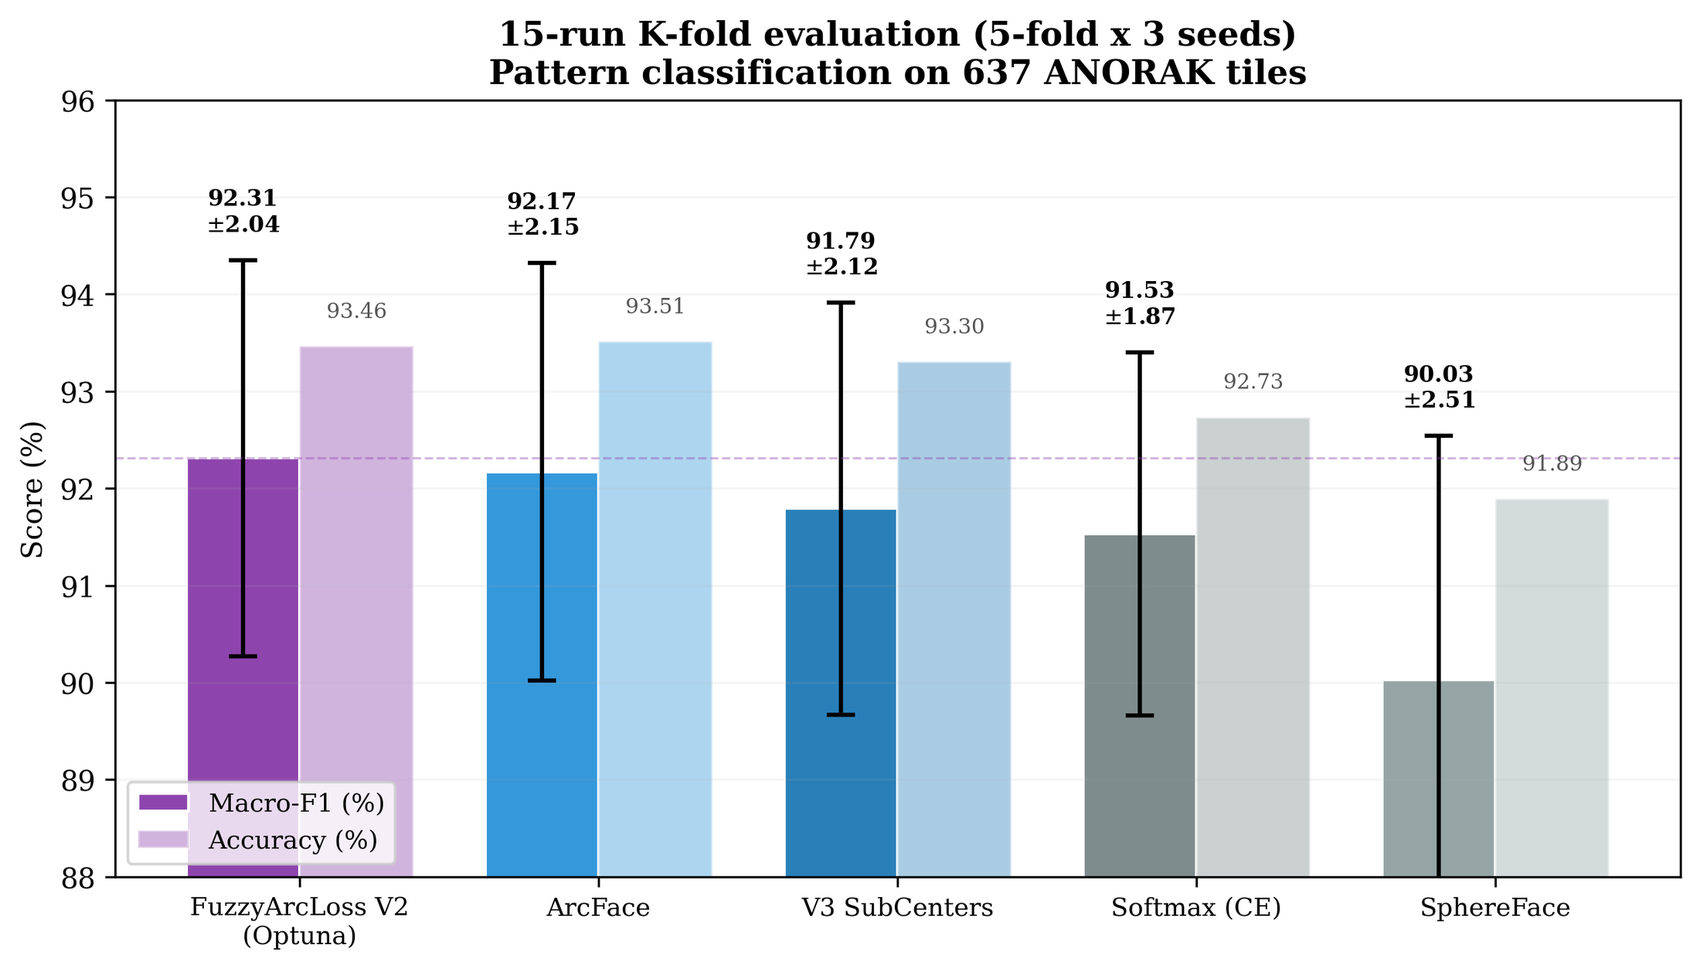 15-run K-fold evaluation (5-fold x 3 seeds)
Pattern classification on 637 ANORAK tiles
Score (%)
96
95
94
93
92
91
90
89
88
92.31
±2.04
93.46
92.17
±2.15
93.51
91.79
±2.12
93.30
91.53
±1.87
92.73
90.03
±2.51
91.89
Macro-F1 (%)
Accuracy (%)
FuzzyArcLoss V2
(Optuna)
ArcFace
V3 SubCenters
Softmax (CE)
SphereFace